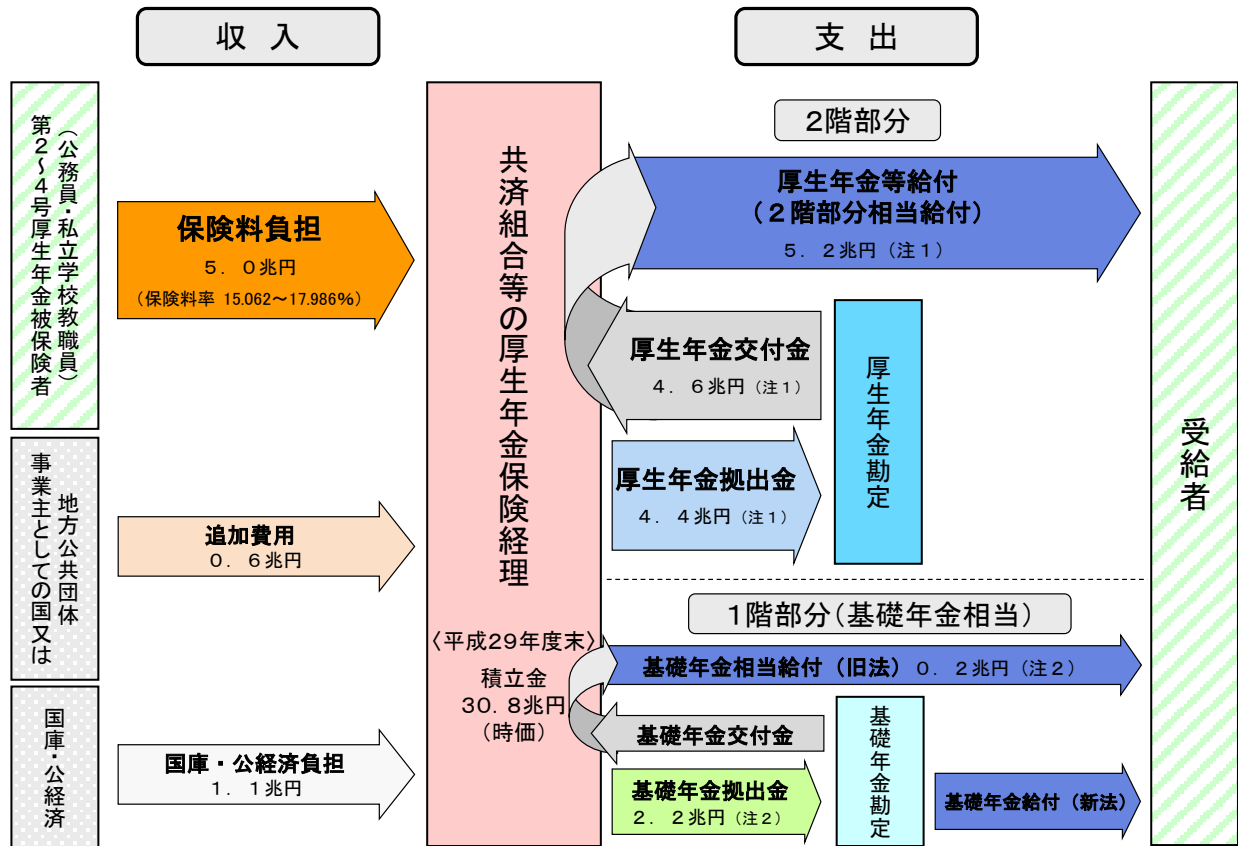 収 入
支 出
（公務員・私立学校教職員）
第２～４号厚生年金被保険者
保険料負担
５．０兆円
（保険料率 15.062～17.986%）
地方公共団体
事業主としての国又は
追加費用
０．６兆円
国庫・公経済
国庫・公経済負担
１．１兆円
共済組合等の厚生年金保険経理
〈平成29年度末〉
積立金
30．8兆円
（時価）
２階部分
厚生年金等給付
（２階部分相当給付）
５．２兆円（注１）
厚生年金交付金
４．６兆円（注１）
厚生年金拠出金
４．４兆円（注１）
厚生年金勘定
１階部分（基礎年金相当）
基礎年金相当給付（旧法）０．２兆円（注２）
基礎年金交付金
基礎年金拠出金
２．２兆円（注２）
基礎年金勘定
基礎年金給付（新法）
受給者